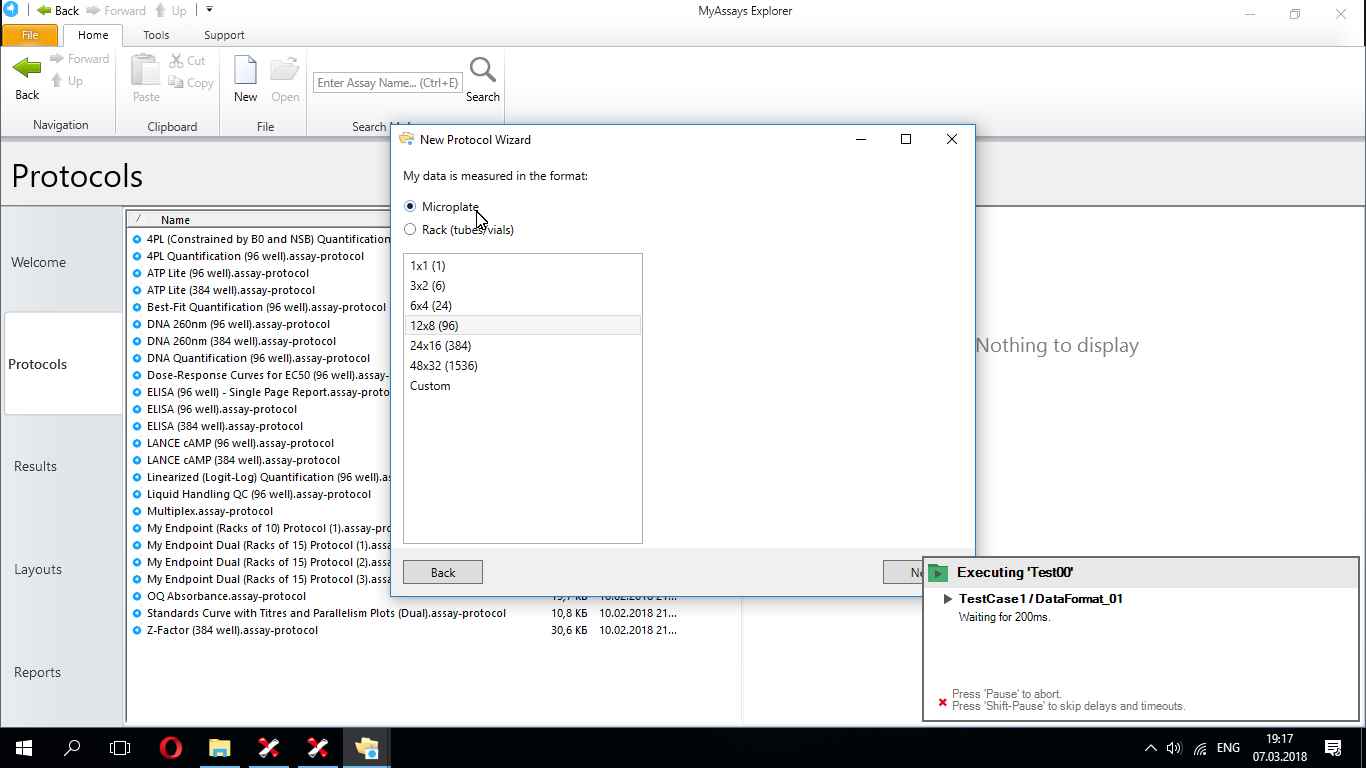 Back Forward Up
MyAssays Explorer
File Home Tools Support
Back
Forward
Up
Navigation
Paste
Cut
Copy
Clipboard
New
Open
File
Enter Assay Name... (Ctrl+E)
Search
Search
Protocols
Welcome
Protocols
Results
Layouts
Reports
Name
4PL (Constrained by B0 and NSB) Quantification
4PL Quantification (96 well).assay-protocol
ATP Lite (96 well).assay-protocol
ATP Lite (384 well).assay-protocol
Best-Fit Quantification (96 well).assay-protocol
DNA 260nm (96 well).assay-protocol
DNA 260nm (384 well).assay-protocol
DNA Quantification (96 well).assay-protocol
Dose-Response Curves for EC50 (96 well).assay-
ELISA (96 well) - Single Page Report.assay-proto
ELISA (96 well).assay-protocol
ELISA (384 well).assay-protocol
LANCE cAMP (96 well).assay-protocol
LANCE cAMP (384 well).assay-protocol
Linearized (Logit-Log) Quantification (96 well).as
Liquid Handling QC (96 well).assay-protocol
Multiplex.assay-protocol
My Endpoint (Racks of 10) Protocol (1).assay-pro
My Endpoint Dual (Racks of 15) Protocol (1).assa
My Endpoint Dual (Racks of 15) Protocol (2).assa
My Endpoint Dual (Racks of 15) Protocol (3).assa
OQ Absorbance.assay-protocol
Standards Curve with Titres and Parallelism Plots (Dual).assay-protocol 10,8 КБ 10.02.2018 21...
Z-Factor (384 well).assay-protocol 30,6 КБ 10.02.2018 21...
New Protocol Wizard
My data is measured in the format:
Microplate
Rack (tubes/vials)
1x1 (1)
3x2 (6)
6x4 (24)
12x8 (96)
24x16 (384)
48x32 (1536)
Custom
Back
Nothing to display
Executing 'Test00'
TestCase1 / DataFormat_01
Waiting for 200ms.
Press 'Pause' to abort.
Press 'Shift-Pause' to skip delays and timeouts.
ENG
19:17
07.03.2018